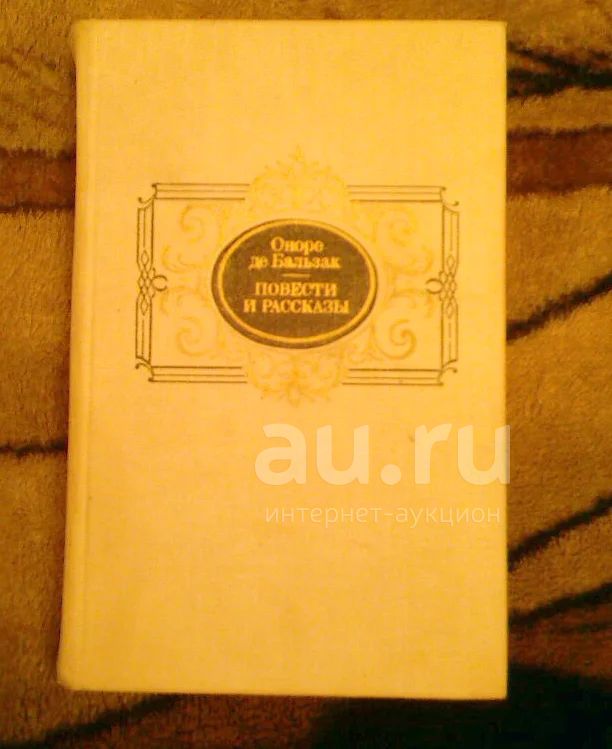 Оноре
де Бальзак
ПОВЕСТИ
И РАССКАЗЫ
au.ru
интернет-аукцион